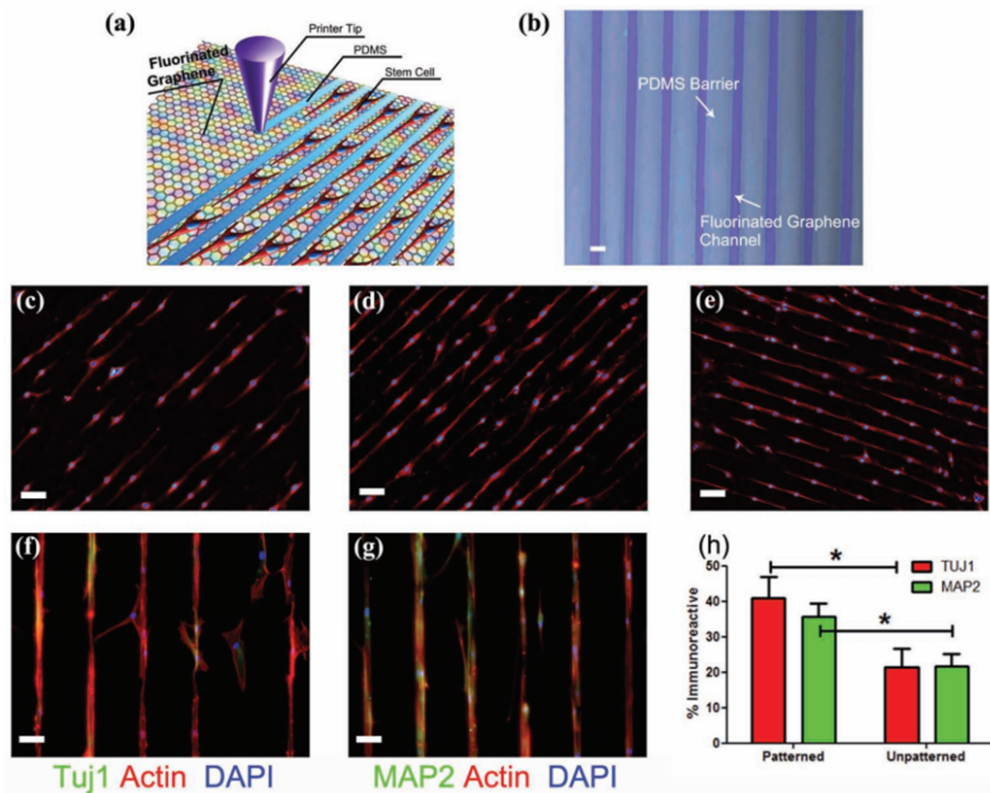 (a)
Printer Tip
PDMS
Stem Cell
Fluorinated
Graphene
(b)
PDMS Barrier
Fluorinated Graphene
Channel
(c)
(d)
(e)
(f)
(g)
Tuj1 Actin DAPI
MAP2 Actin DAPI
(h)
% Immunoreactive
50
40
30
20
10
0
*
*
TUJ1
MAP2
Patterned
Unpatterned